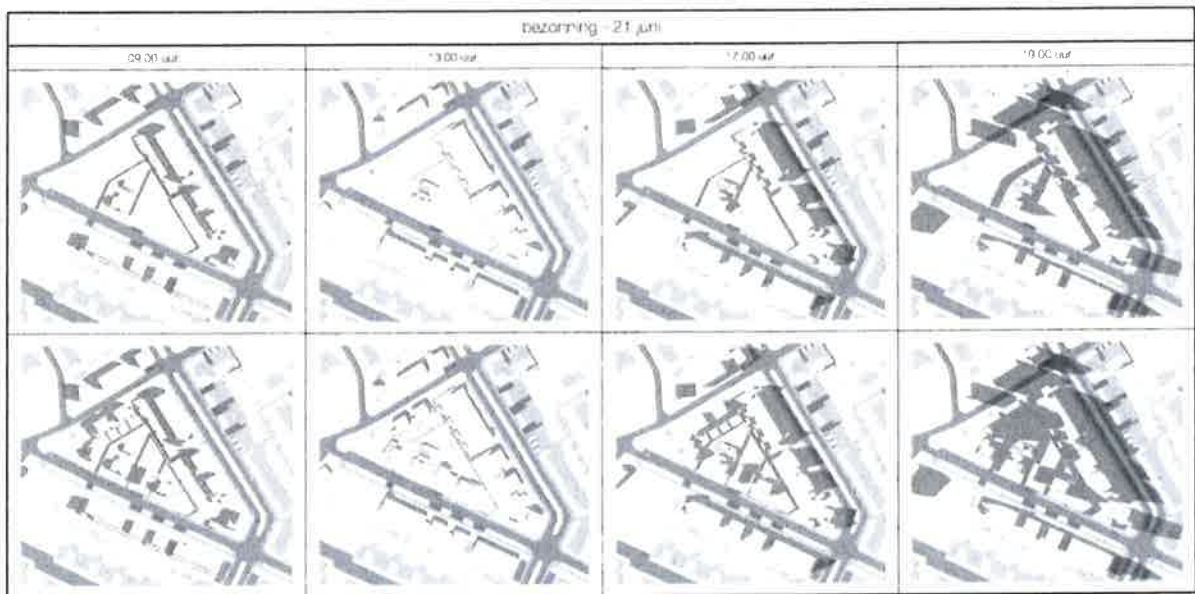 bezonning - 21 juni
09.00 uur
13.00 uur
17.00 uur
19.00 uur